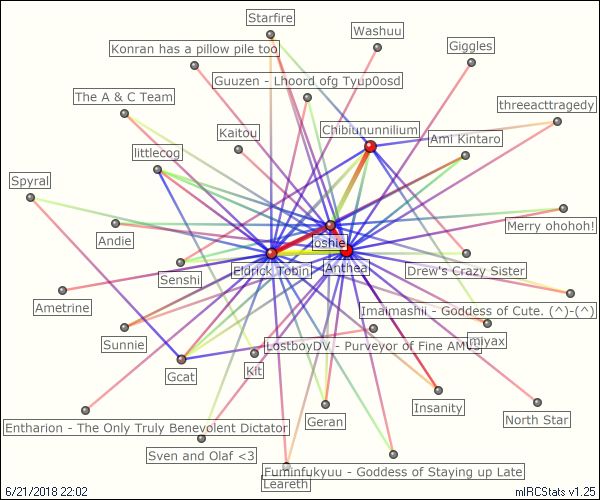 Starfire
Washuu
Konran has a pillow pile too
Giggles
Guuzen - Lhoord ofg Tyup0osd
The A & C Team
threeacttragedy
Chibiununnilium
Kaitou
Ami Kintaro
littlecog
Spyral
Merry ohohoh!
Andie
oshie
Senshi
Eldrick Tobin
Anthea
Drew's Crazy Sister
Ametrine
Imaimashii - Goddess of Cute. (^)-(^)
Sunnie
LostboyDV - Purveyor of Fine AMVs
miyax
Gcat
Kit
Insanity
North Star
Geran
Entharion - The Only Truly Benevolent Dictator
Sven and Olaf <3
Fuminfukyuu - Goddess of Staying up Late
Leareth
6/21/2018 22:02
mIRCStats v1.25